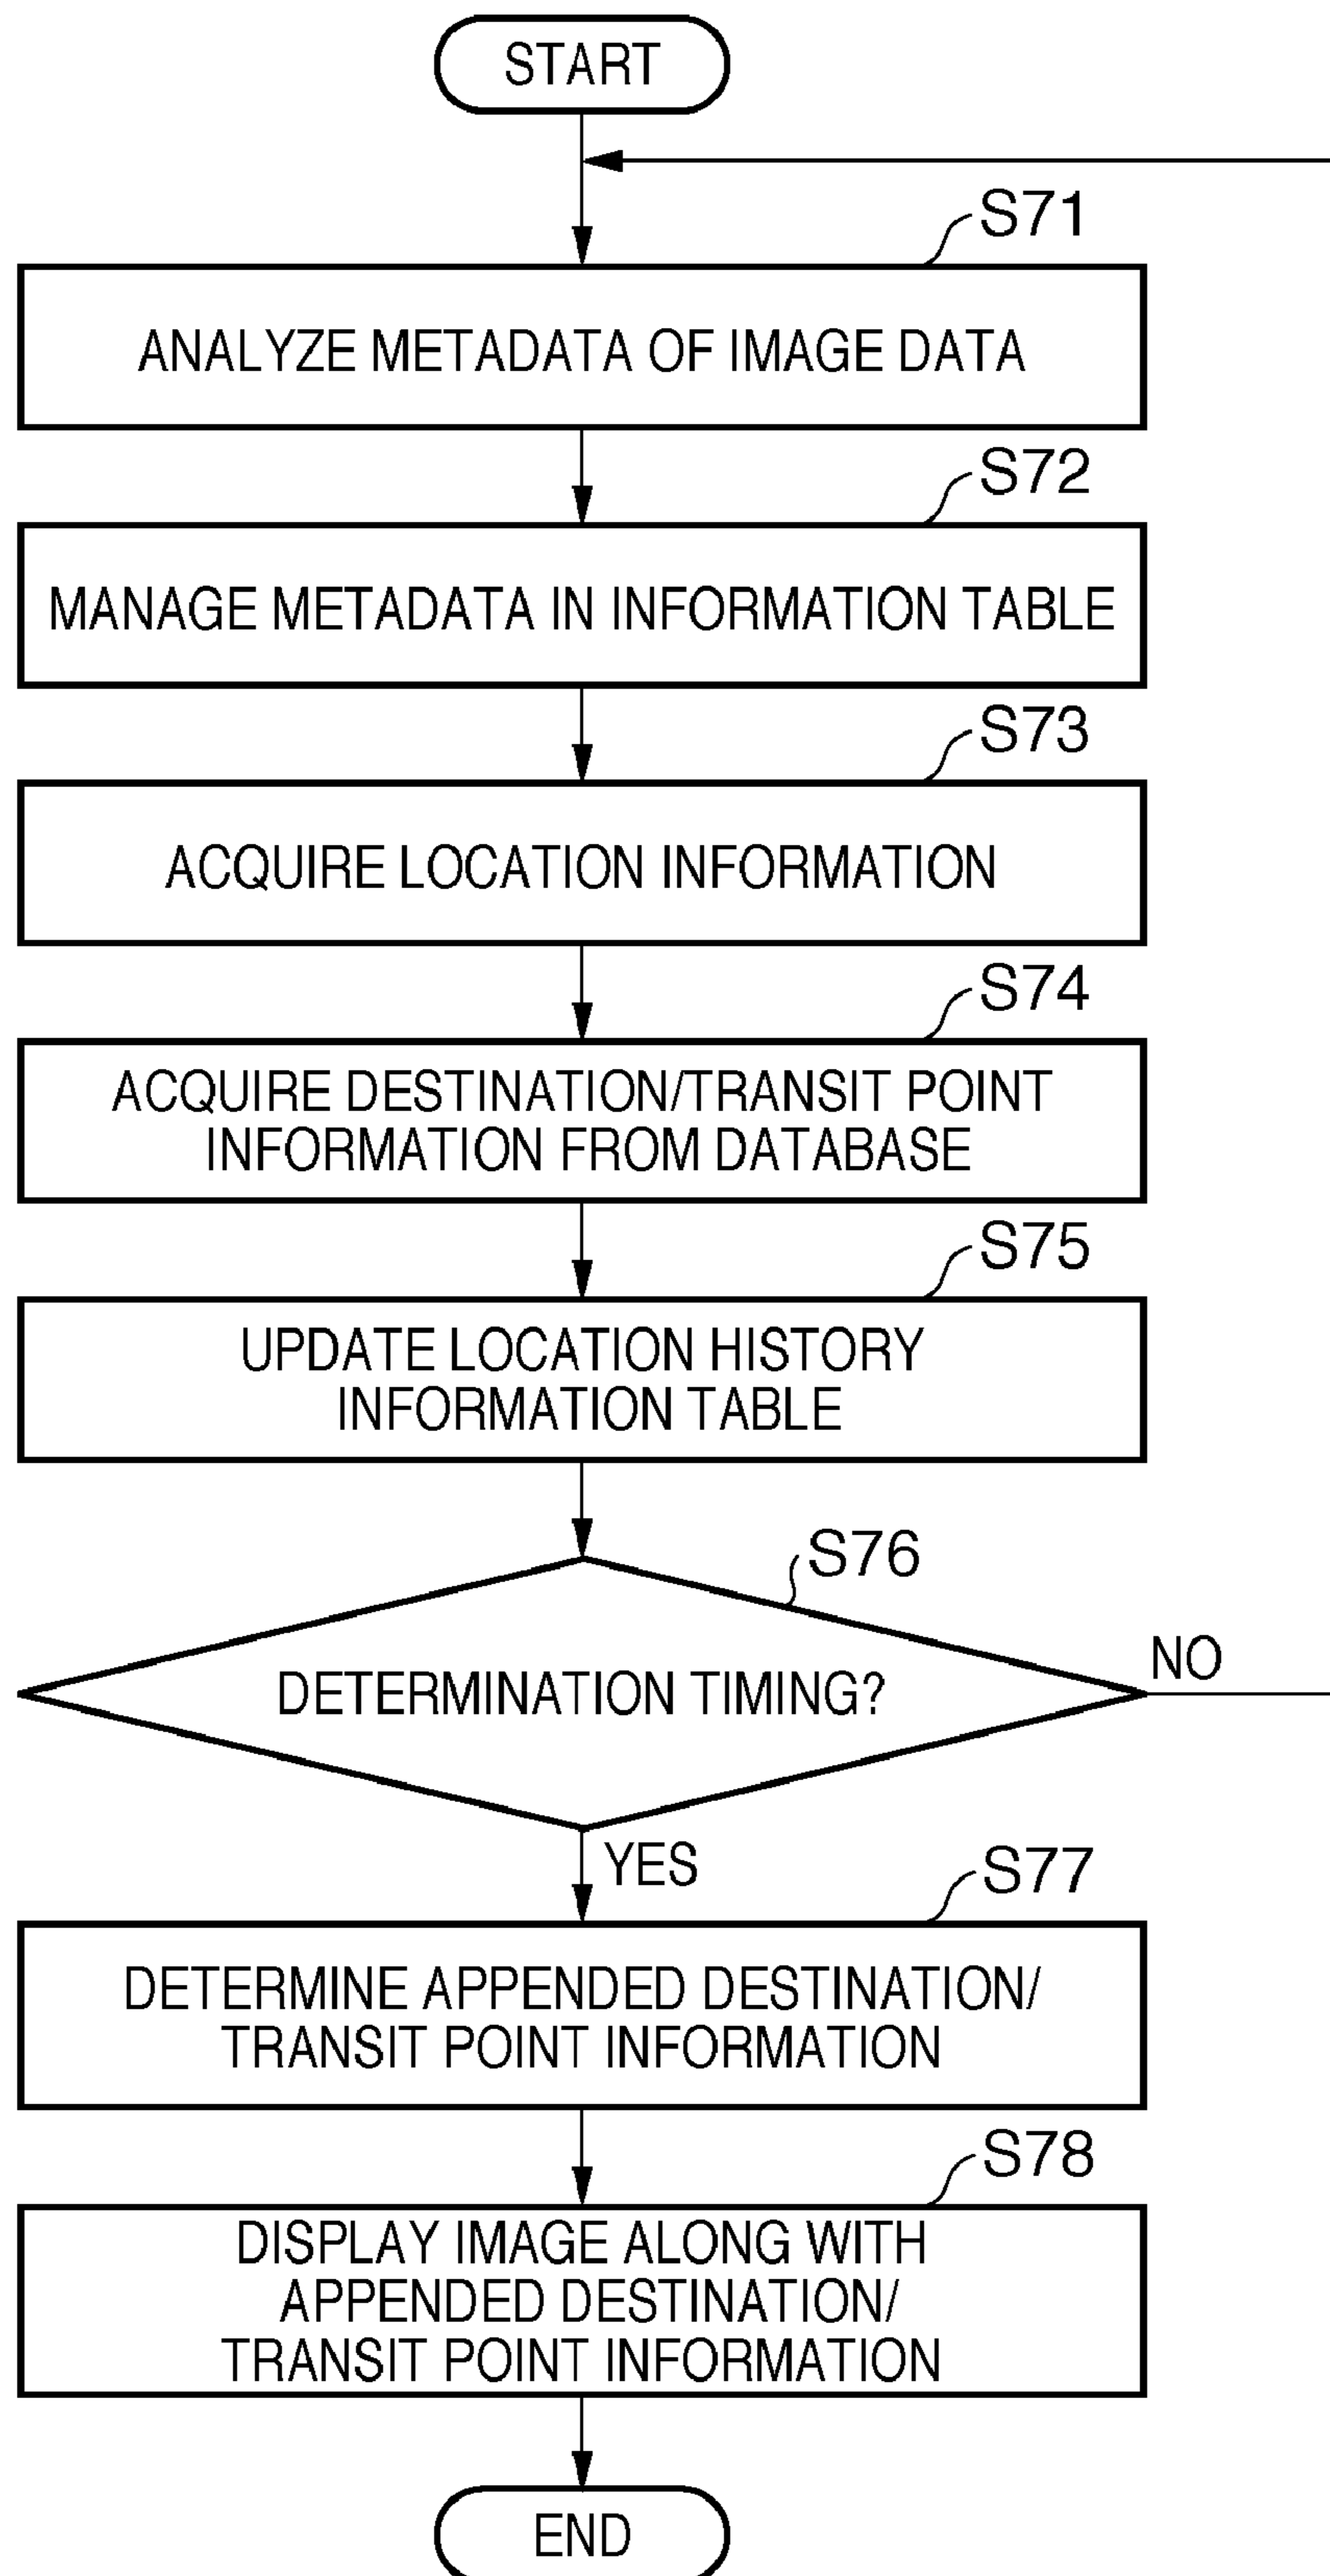 START
S71
ANALYZE METADATA OF IMAGE DATA
S72
MANAGE METADATA IN INFORMATION TABLE
S73
ACQUIRE LOCATION INFORMATION
S74
ACQUIRE DESTINATION/TRANSIT POINT
INFORMATION FROM DATABASE
S75
UPDATE LOCATION HISTORY
INFORMATION TABLE
S76
DETERMINATION TIMING?
NO
YES
S77
DETERMINE APPENDED DESTINATION/
TRANSIT POINT INFORMATION
S78
DISPLAY IMAGE ALONG WITH
APPENDED DESTINATION/
TRANSIT POINT INFORMATION
END